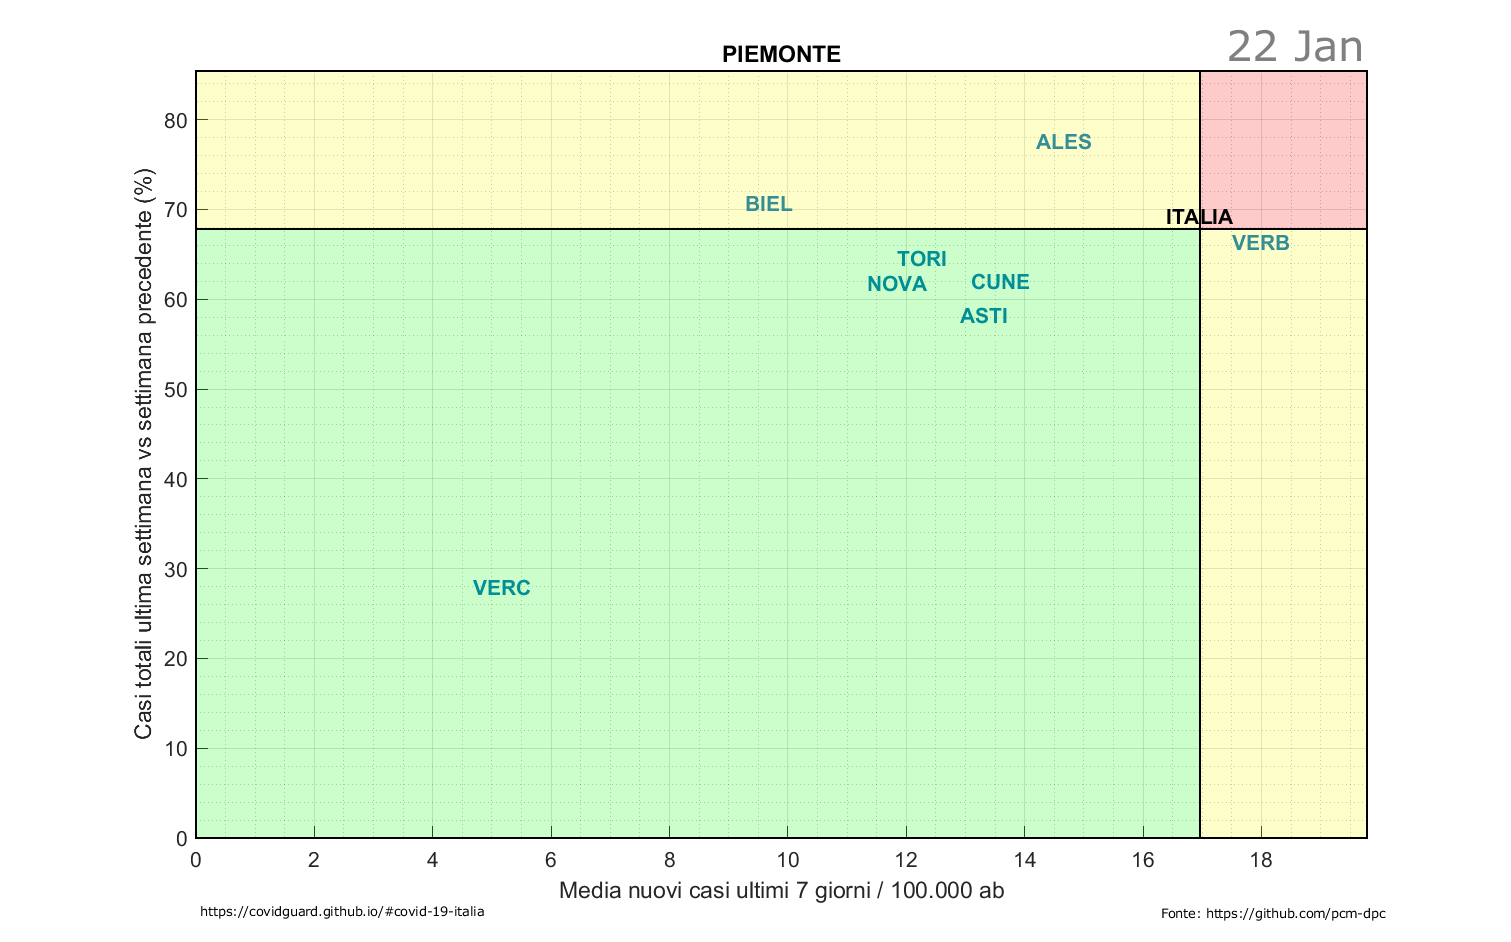 22 Jan
PIEMONTE
80
ALES
70
BIEL
ITALIA
VERB
TORI
NOVA
CUNE
60
ASTI
50
40
30
VERC
20
10
0
Casi totali ultima settimana vs settimana precedente (%)
0 2 4 6 8 10 12 14 16 18
Media nuovi casi ultimi 7 giorni / 100.000 ab
https://covidguard.github.io/#covid-19-italia
Fonte: https://github.com/pcm-dpc